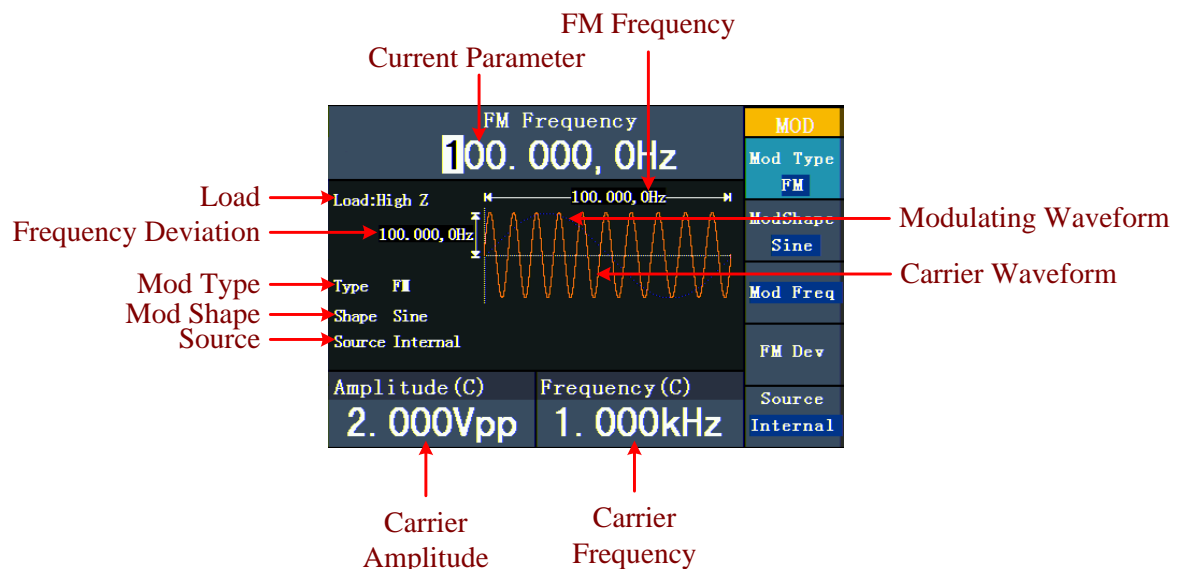 FM Frequency
Current Parameter
FM Frequency
100.000,0Hz
MOD
Mod Type
FM
Load
Load:High Z
100.000,0Hz
ModShape
Sine
Modulating Waveform
Frequency Deviation
100.000,0Hz
Carrier Waveform
Mod Type
Type FM
Mod Freq
Mod Shape
Shape Sine
Source
Source Internal
FM Dev
Amplitude(C)
2.000Vpp
Frequency(C)
1.000kHz
Source
Internal
Carrier
Amplitude
Carrier
Frequency